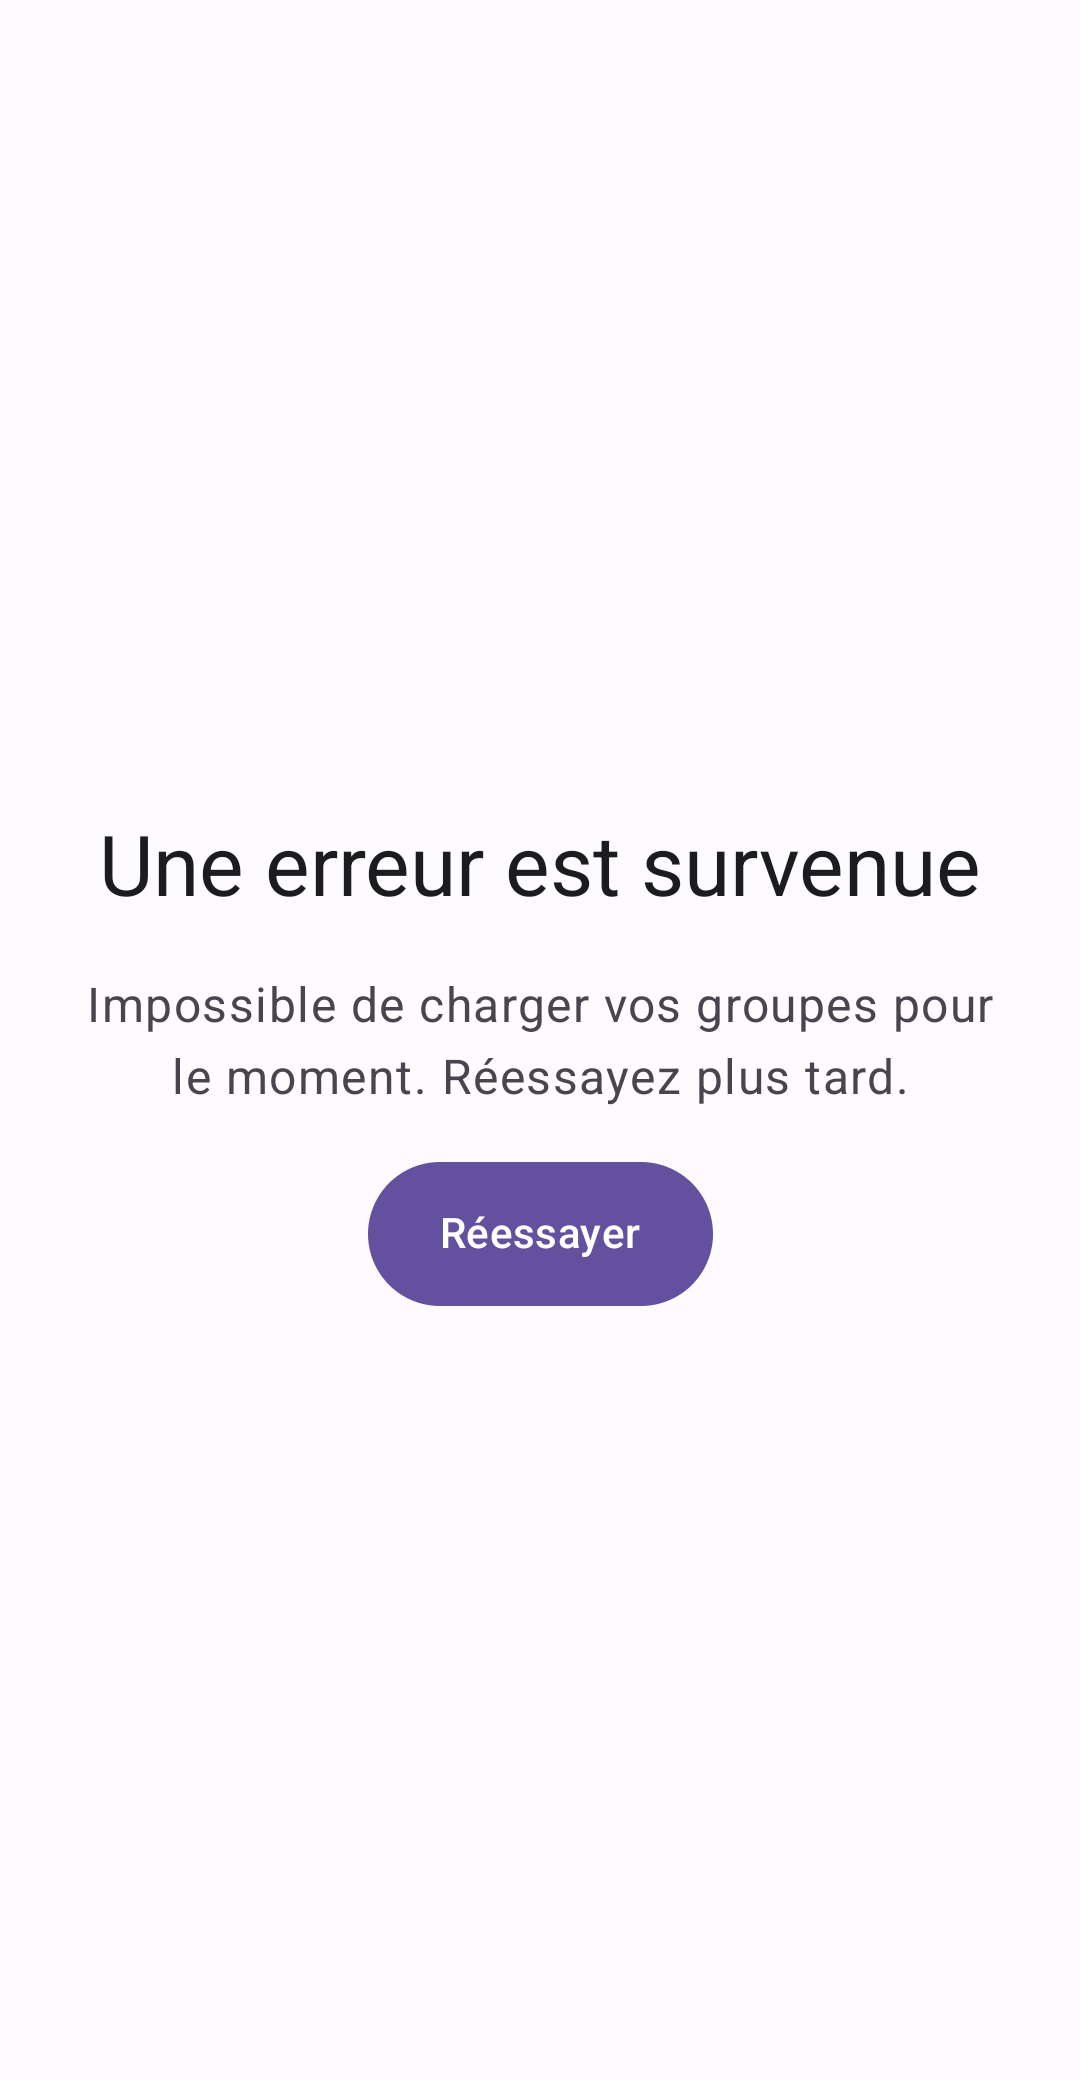 Une erreur est survenue
Impossible de charger vos groupes pour
le moment. Réessayez plus tard.
Réessayer